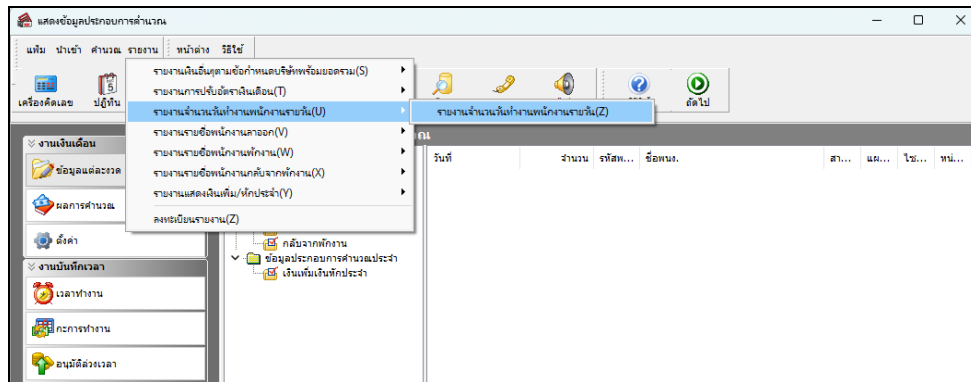 แสดงข้อมูลประกอบการคำนวณ
แฟ้ม นำเข้า คำนวณ รายงาน หน้าต่าง วิธีใช้
รายงานเงินอื่นๆตามข้อกำหนดบริษัทพร้อมยอดรวม(S)
รายงานการปรับอัตราเงินเดือน(T)
เครื่องคิดเลข ปฏิทิน ถัดไป
รายงานจำนวนวันทำงานพนักงานรายวัน(U) รายงานจำนวนวันทำงานพนักงานรายวัน(Z)
รายงานรายชื่อพนักงานลาออก(V)
งานเงินเดือน
รายงานรายชื่อพนักงานพักงาน(W)
วันที่ จำนวน รหัสพ... ชื่อพนง. สา... แผ... ไซ... หน่...
ข้อมูลแต่ละงวด
รายงานรายชื่อพนักงานกลับจากพักงาน(X)
รายงานแสดงเงินเพิ่ม/หักประจำ(Y)
ผลการคำนวณ
ลงทะเบียนรายงาน(Z)
ตั้งค่า
กลับจากพักงาน
ข้อมูลประกอบการคำนวณประจำ
งานบันทึกเวลา
เงินเพิ่มเงินหักประจำ
เวลาทำงาน
กะการทำงาน
อนุมัติล่วงเวลา